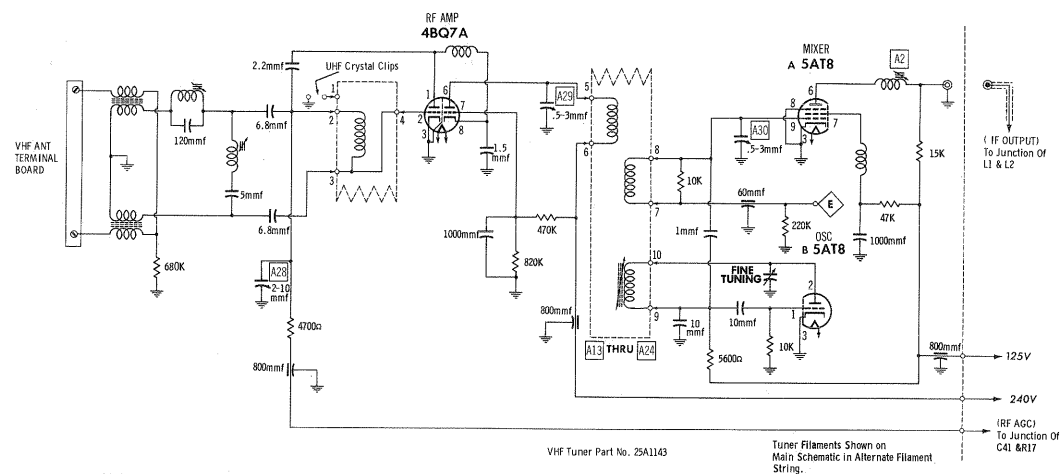 RF AMP
4BQ7A
MIXER
A 5AT8
2.2mmf
UHF Crystal Clips
A2
1
2
3
4
1
6
7
2
3
8
A29
.5-3mmf
5
6
6
8
9
3
7
A30
.5-3mmf
120mmf
6.8mmf
VHF ANT
TERMINAL
BOARD
5mmf
6.8mmf
1.5
mmf
8
7
10K
60mmf
E
15K
( IF OUTPUT)
To Junction Of
L1 & L2
220K
47K
OSC
B 5AT8
1mmf
1000mmf
1000mmf
470K
820K
680K
10
9
FINE
TUNING
2
1
3
A28
2-10
mmf
4700Ω
800mmf
10
mmf
10mmf
10K
A13 THRU A24
5600Ω
800mmf
125V
800mmf
240V
(RF AGC)
To Junction Of
C41 &R17
VHF Tuner Part No. 25A1143
Tuner Filaments Shown on
Main Schematic in Alternate Filament
String.